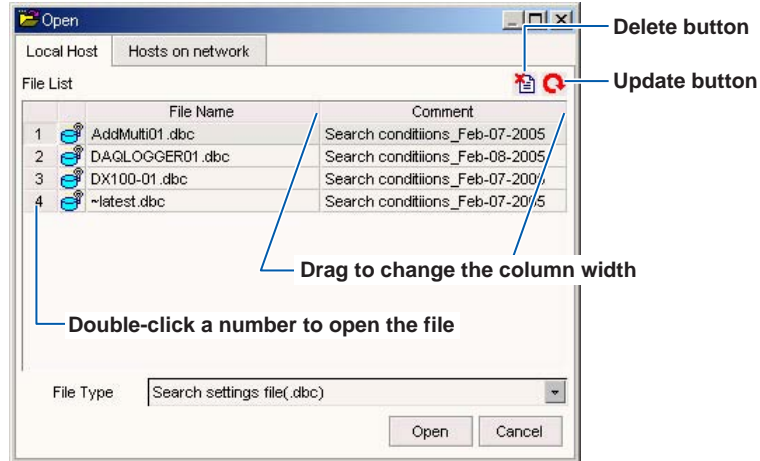 Open
Delete button
Local Host Hosts on network
File List
Update button
File Name Comment
1 AddMulti01.dbc Search conditiions_Feb-07-2005
2 DAQLOGGER01.dbc Search conditiions_Feb-08-2005
3 DX100-01.dbc Search conditiions_Feb-07-2005
4 ~latest.dbc Search conditiions_Feb-07-2005
Drag to change the column width
Double-click a number to open the file
File Type Search settings file(.dbc)
Open Cancel